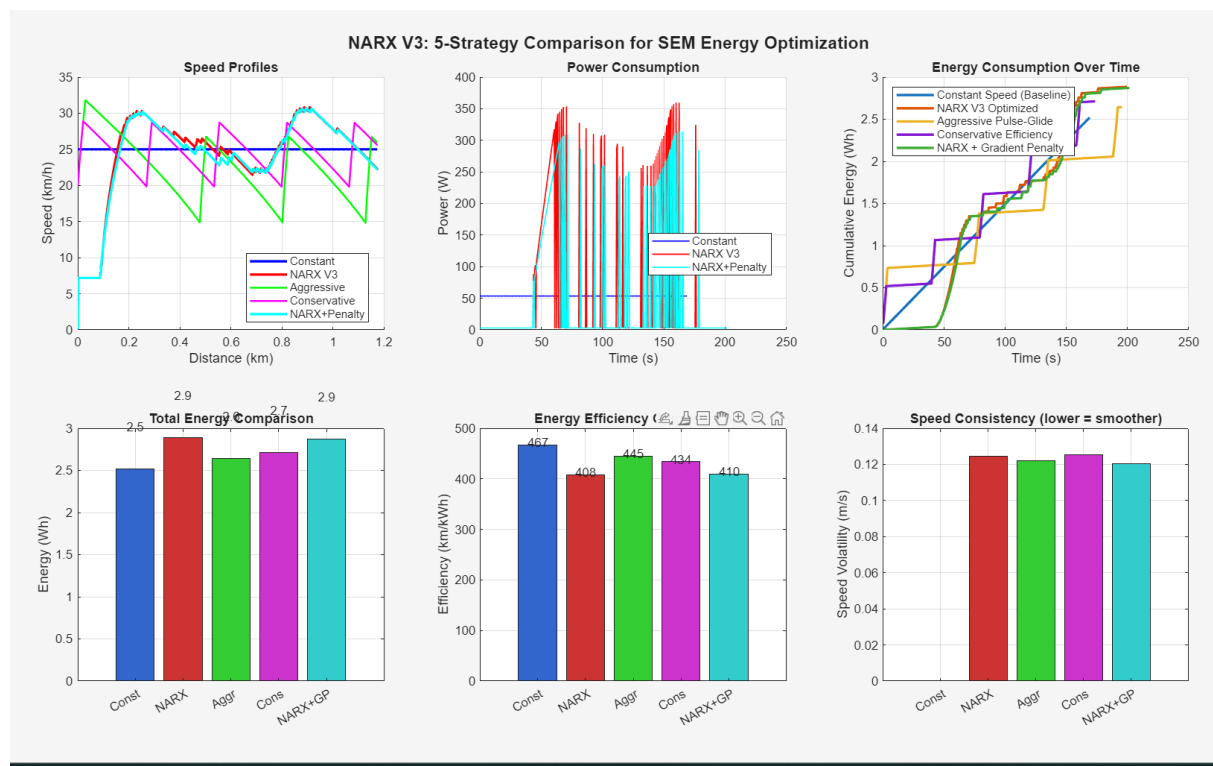 NARX V3: 5-Strategy Comparison for SEM Energy Optimization
Speed Profiles
35
30
25
20
15
10
5
0
Speed (km/h)
0
0.2
0.4
0.6
0.8
1
1.2
Distance (km)
Constant
NARX V3
Aggressive
Conservative
NARX+Penalty
Power Consumption
400
350
300
250
200
150
100
50
0
Power (W)
0
50
100
150
200
250
Time (s)
Constant
NARX V3
NARX+Penalty
Energy Consumption Over Time
3
2.5
2
1.5
1
0.5
0
Cumulative Energy (Wh)
0
50
100
150
200
250
Time (s)
Constant Speed (Baseline)
NARX V3 Optimized
Aggressive Pulse-Glide
Conservative Efficiency
NARX + Gradient Penalty
Total Energy Comparison
2.5
2.9
2.6
2.7
2.9
3
2.5
2
1.5
1
0.5
0
Energy (Wh)
Const
NARX
Aggr
Cons
NARX+GP
Energy Efficiency
467
408
445
434
410
500
400
300
200
100
0
Efficiency (km/kWh)
Const
NARX
Aggr
Cons
NARX+GP
Speed Consistency (lower = smoother)
0.14
0.12
0.1
0.08
0.06
0.04
0.02
0
Speed Volatility (m/s)
Const
NARX
Aggr
Cons
NARX+GP